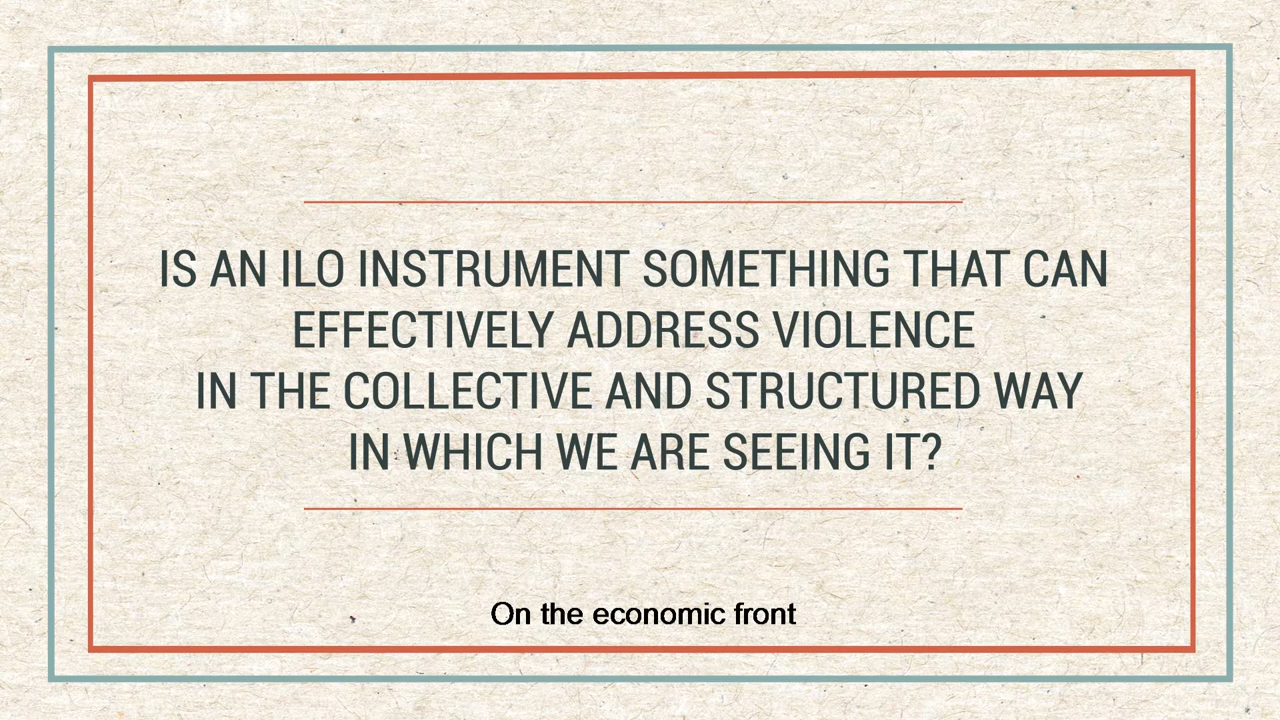 IS AN ILO INSTRUMENT SOMETHING THAT CAN
EFFECTIVELY ADDRESS VIOLENCE
IN THE COLLECTIVE AND STRUCTURED WAY
IN WHICH WE ARE SEEING IT?
On the economic front